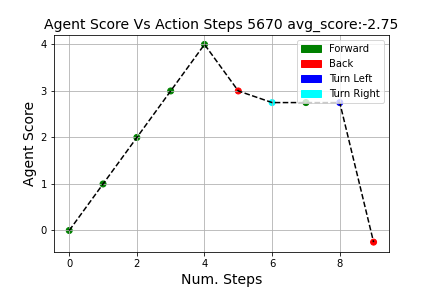 Agent Score Vs Action Steps 5670 avg_score:-2.75
4
3
2
1
0
Agent Score
Forward
Back
Turn Left
Turn Right
0 2 4 6 8
Num. Steps